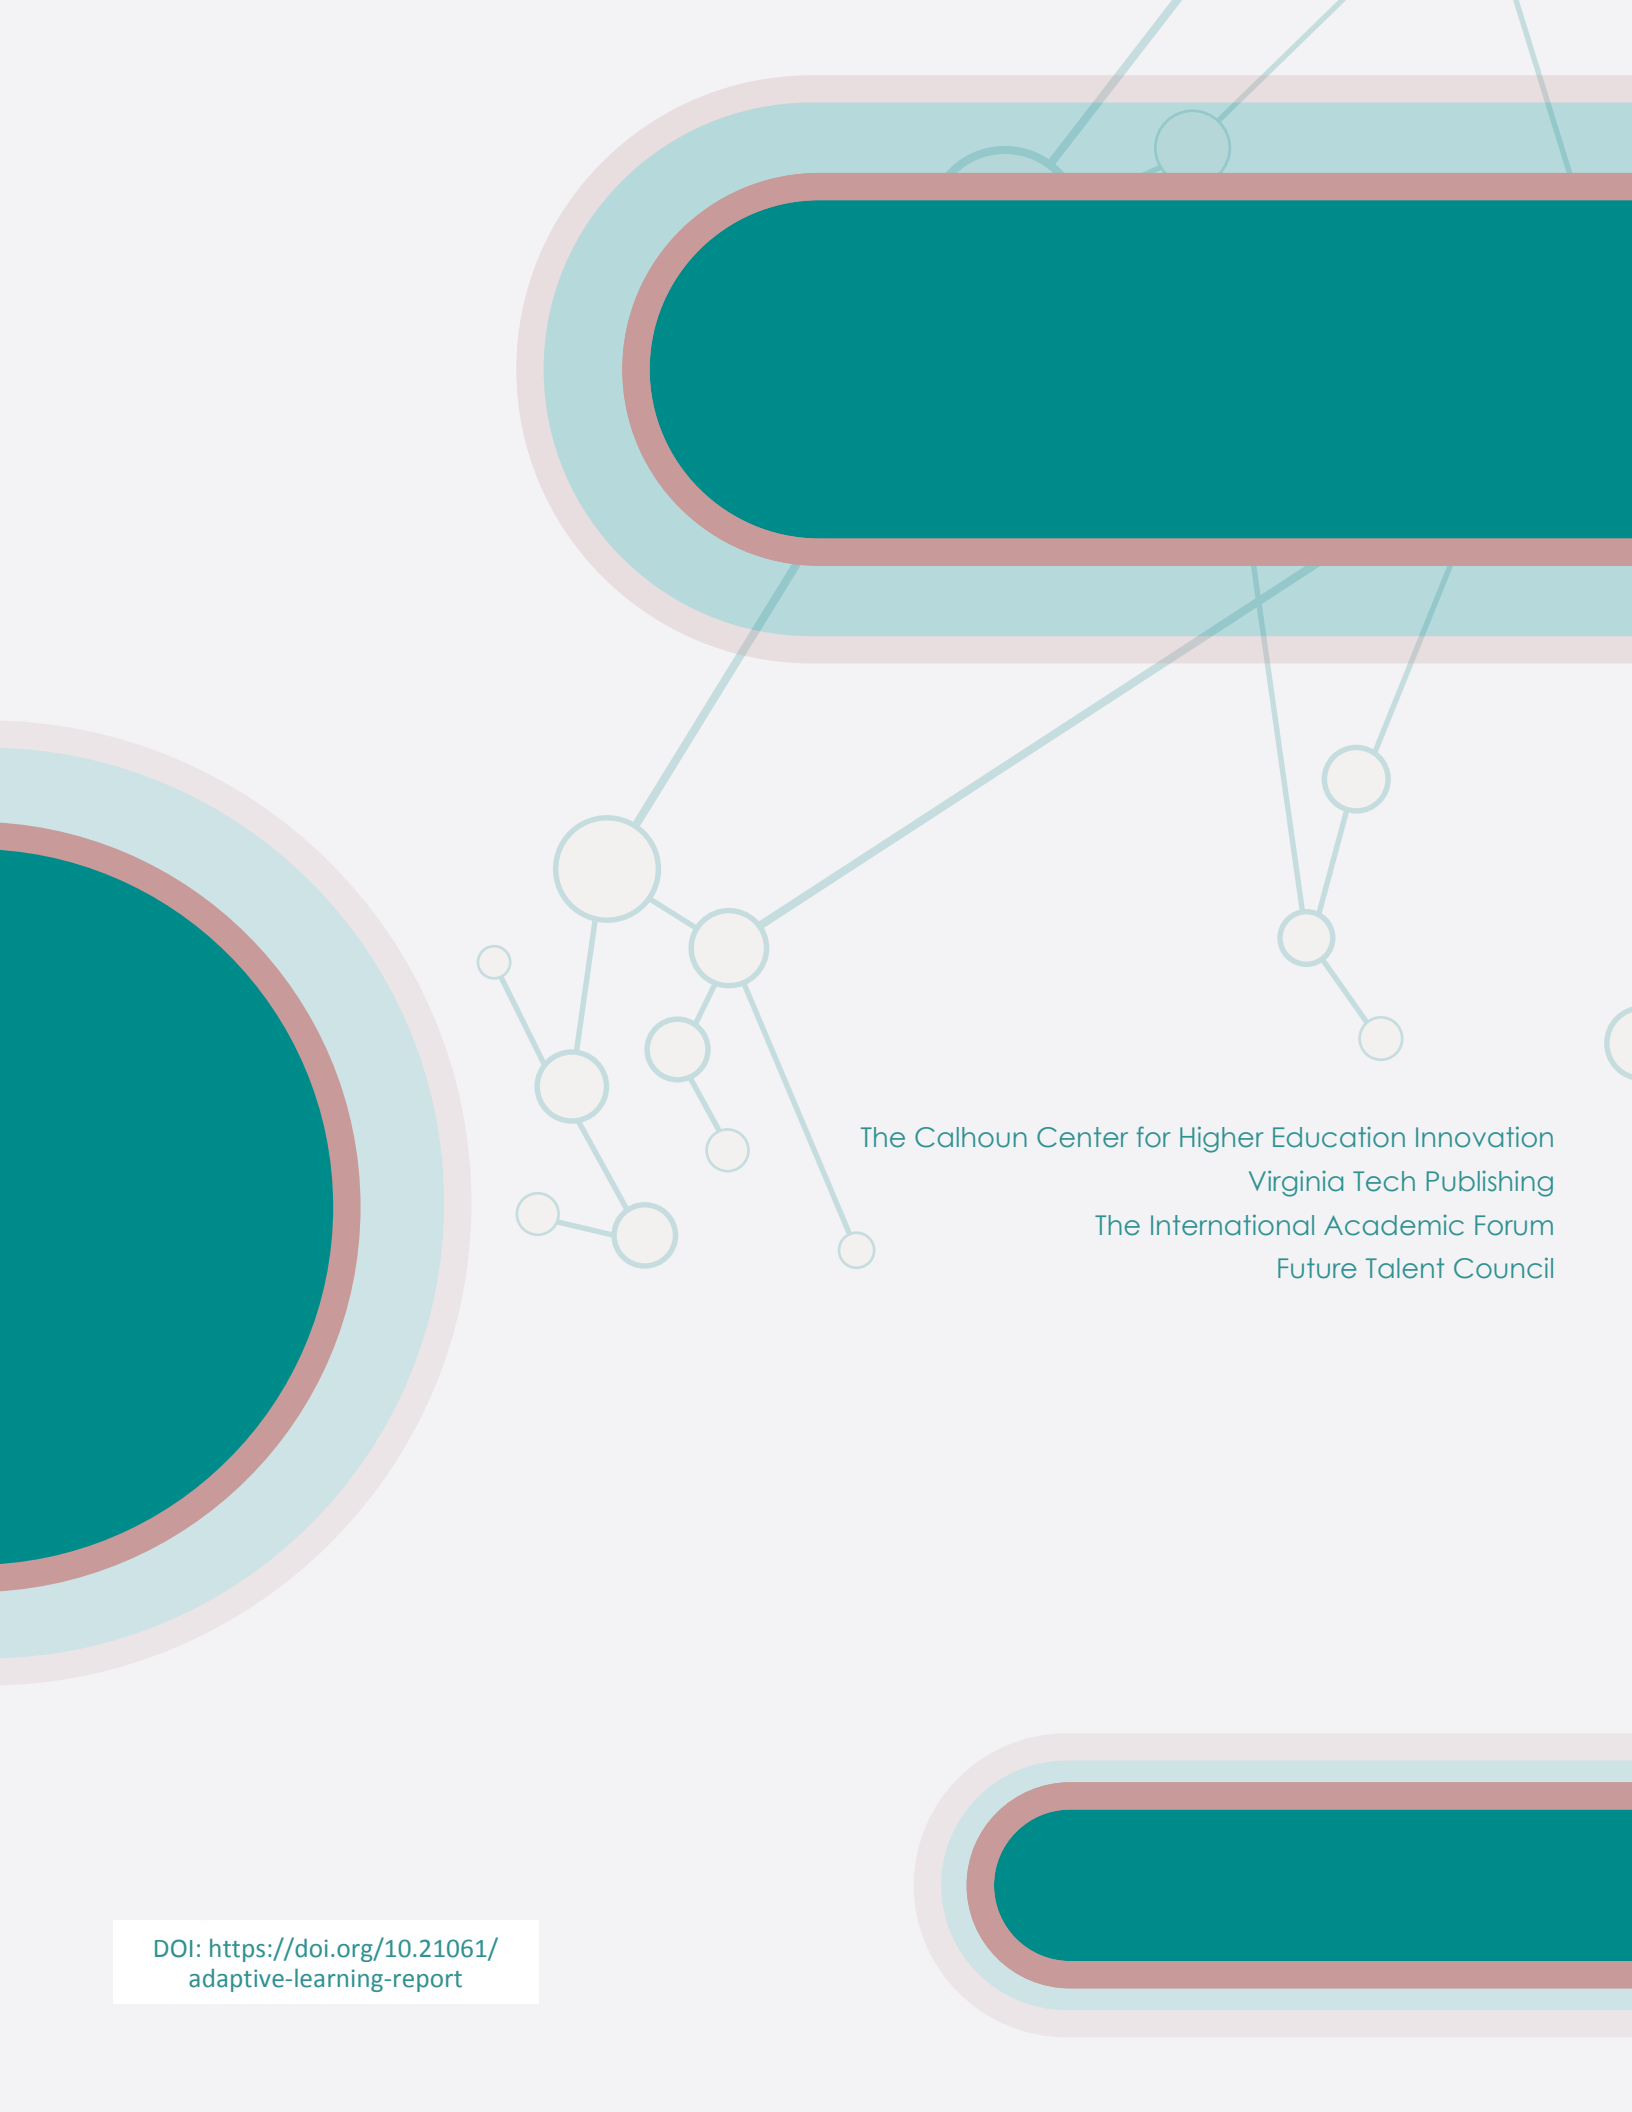 The Calhoun Center for Higher Education Innovation
Virginia Tech Publishing
The International Academic Forum
Future Talent Council
DOI: https://doi.org/10.21061/
adaptive-learning-report